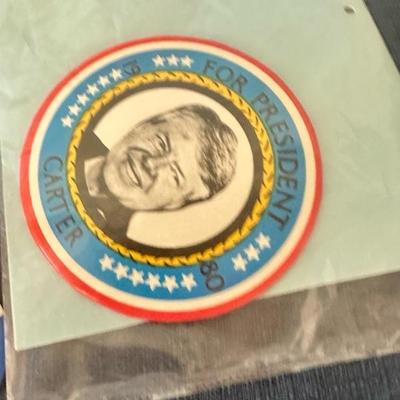 FOR PRESIDENT
19 80
CARTER